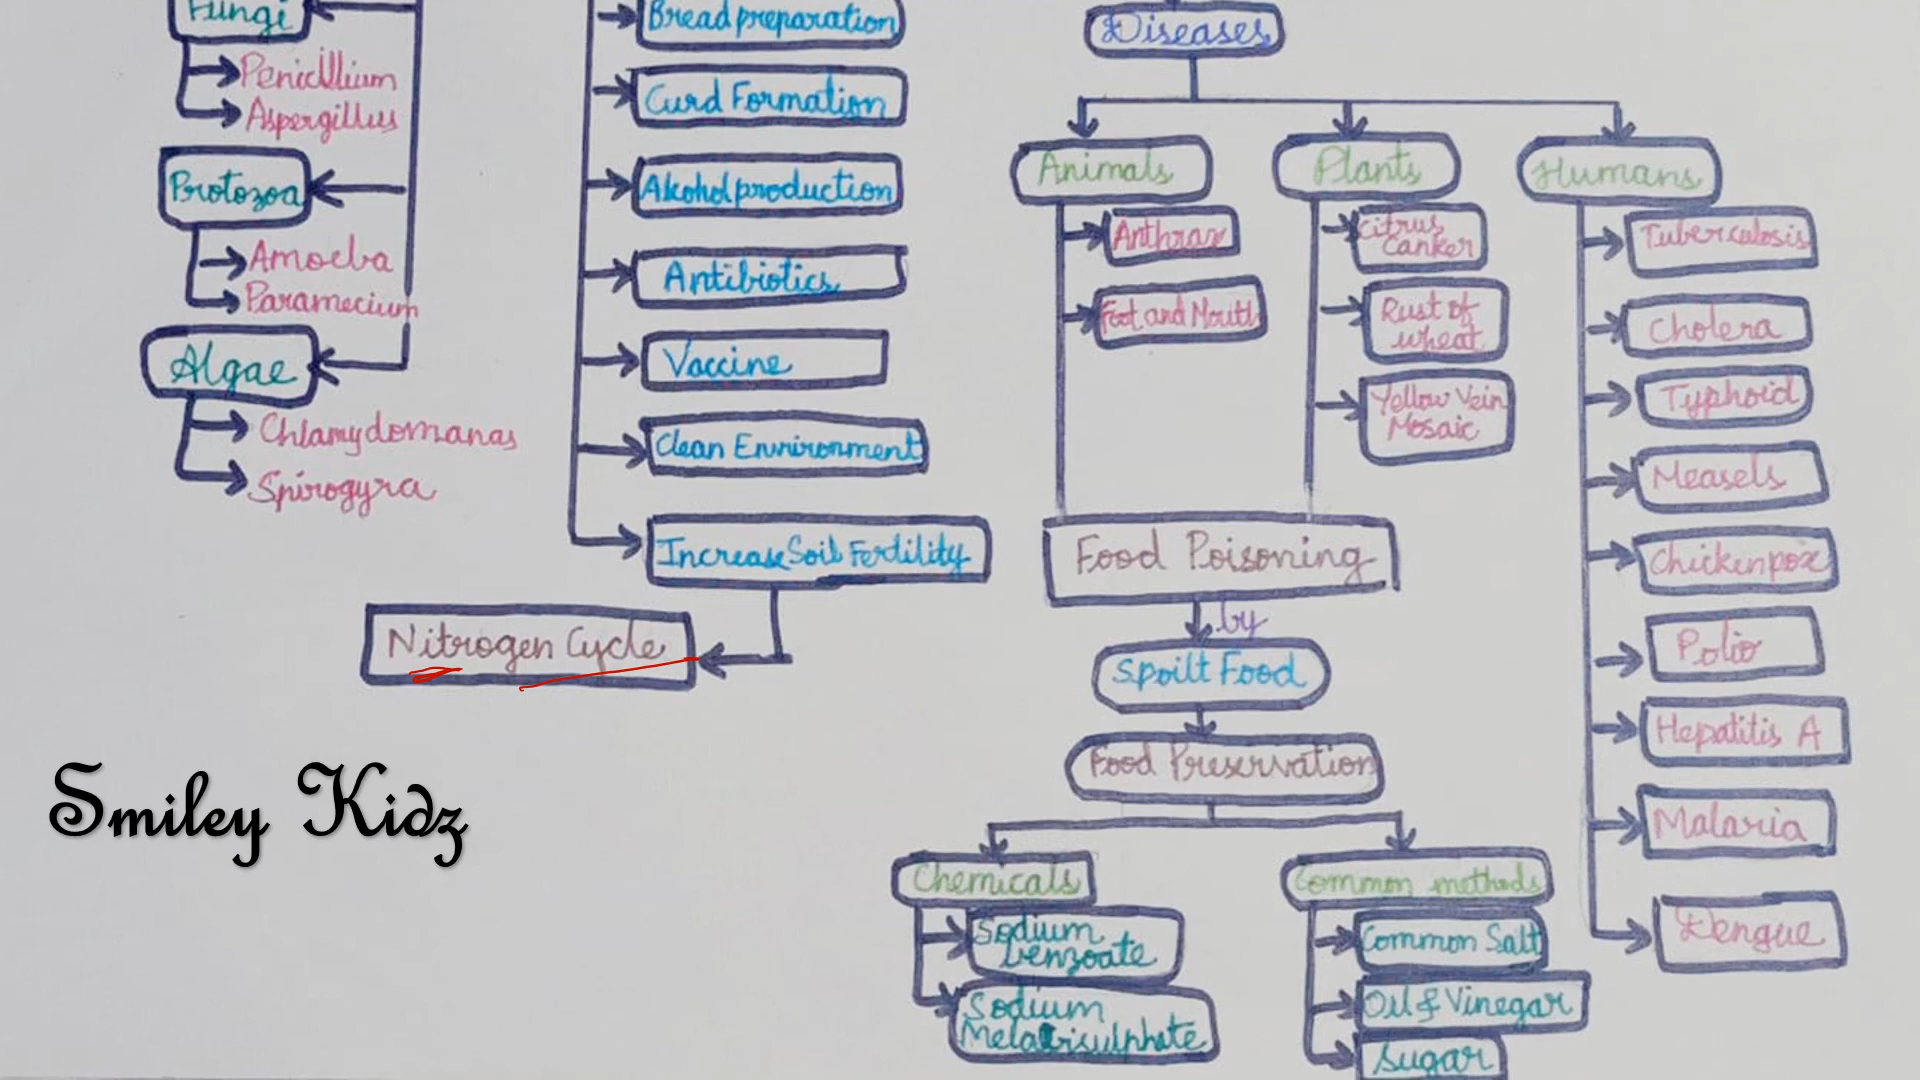 Fungi
Penicillium
Aspergillus
Protozoa
Amoeba
Paramecium
Algae
Chlamydomanas
Spirogyra
Bread preparation
Curd Formation
Alcohol production
Antibiotics
Vaccine
Clean Environment
Increase Soil Fertility
Nitrogen Cycle
Smiley Kidz
Diseases
Animals
Anthrax
Foot and Mouth
Plants
Citrus
Canker
Rust of
wheat
Yellow Vein
Mosaic
Humans
Tuberculosis
Cholera
Typhoid
Measels
Chickenpox
Polio
Hepatitis A
Malaria
Dengue
Food Poisoning
by
Spoilt Food
Food Preservation
Chemicals
Sodium
benzoate
Sodium
Common methods
Common Salt
Oil & Vinegar
Sugar